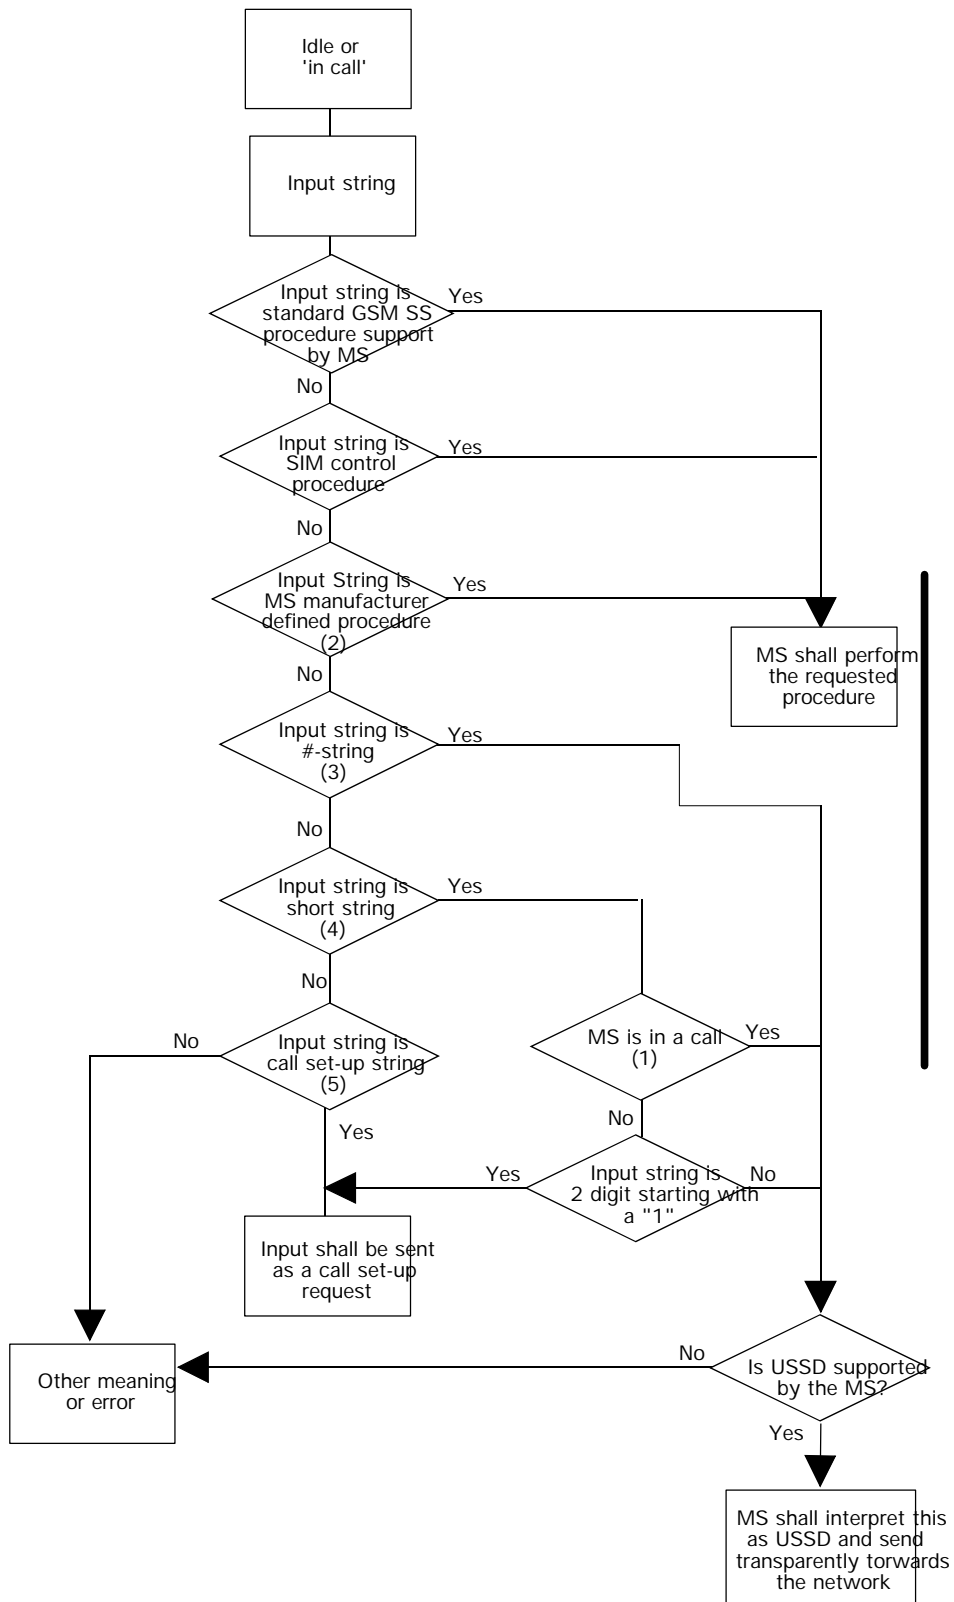 Idle or
'in call'
Input string
Input string is
standard GSM SS
procedure support
by MS
Yes
No
Input string is
SIM control
procedure
Yes
No
Input String is
MS manufacturer
defined procedure
(2)
Yes
MS shall perform
the requested
procedure
No
Input string is
#-string
(3)
Yes
No
Input string is
short string
(4)
Yes
No
MS is in a call
(1)
Yes
No
Input string is
call set-up string
(5)
No
Yes
Input string is
2 digit starting with
a "1"
Yes
No
Input shall be sent
as a call set-up
request
Is USSD supported
by the MS?
No
Other meaning
or error
Yes
MS shall interpret this
as USSD and send
transparently torwards
the network